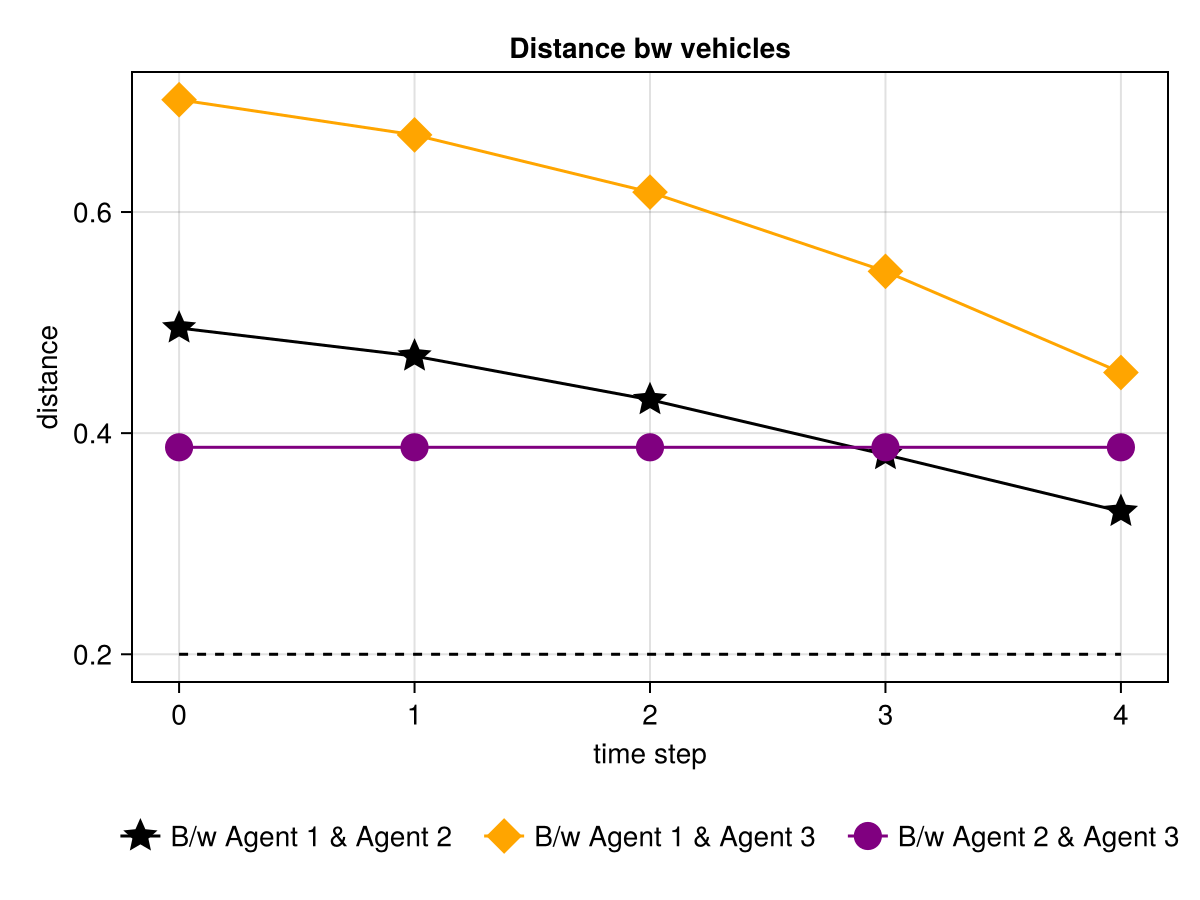 Distance bw vehicles
distance
0.6
0.4
0.2
0 1 2 3 4
time step
B/w Agent 1 & Agent 2 B/w Agent 1 & Agent 3 B/w Agent 2 & Agent 3